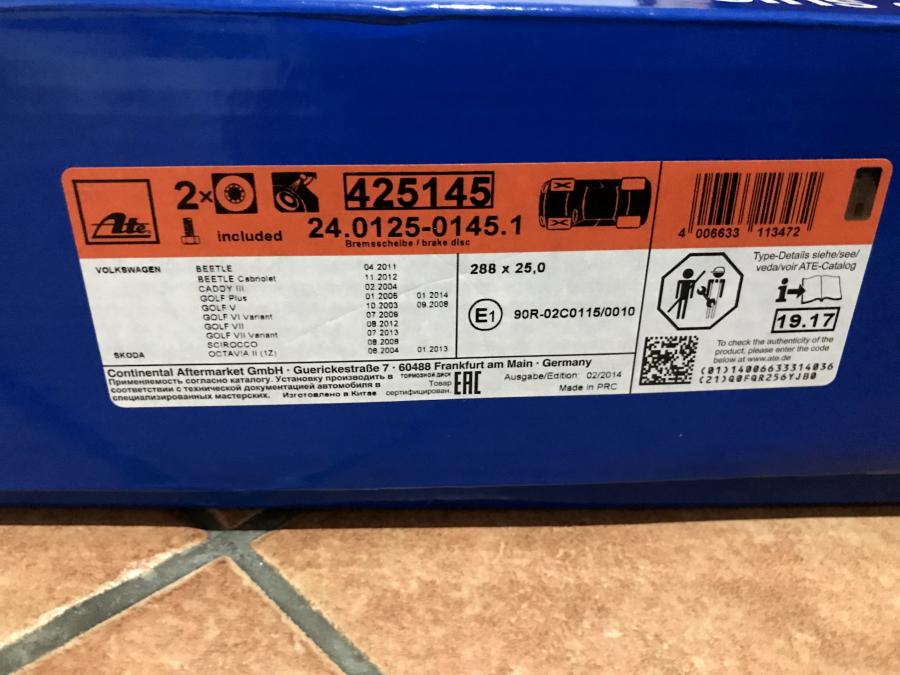 Ate
2x
included
425145
24.0125-0145.1
Bremsscheibe / brake disc
4 006633 113472
VOLKSWAGEN BEETLE 04.2011
BEETLE Cabriolet 11.2012
CADDY III 02.2004
GOLF Plus 01.2005 01.2014
GOLF V 10.2003 09.2008
GOLF VI Variant 07.2009
GOLF VII 08.2012
GOLF VII Variant 07.2013
SCIROCCO 08.2008
SKODA OCTAVIA II (1Z) 06.2004 01.2013
288 x 25,0
E1 90R-02C0115/0010
Type-Details siehe/see/
veda/voir ATE-Catalog
i
19.17
To check the authenticity of the
product, please enter the code
below at www.ate.de
(01)14006633314036
(21)G0FQR256YJB0
Continental Aftermarket GmbH · Guerickestraße 7 · 60488 Frankfurt am Main · Germany
Применяемость согласно каталогу. Установку производить в
соответствии с технической документацией автомобиля в
специализированных мастерских. Изготовлено в Китае
ТОРМОЗНОЙ ДИСК
Товар
сертифицирован.
EAC
Ausgabe/Edition: 02/2014
Made in PRC